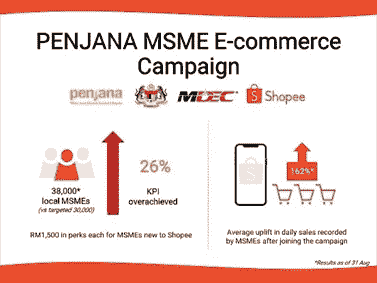 PENJANA MSME E-commerce
Campaign
penjana
MDEC
Shopee
38,000*
local MSMEs
(vs targeted 30,000)
26%
KPI
overachieved
RM1,500 in perks each for MSMEs new to Shopee
162%*
Average uplift in daily sales recorded
by MSMEs after joining the campaign
*Results as of 31 Aug